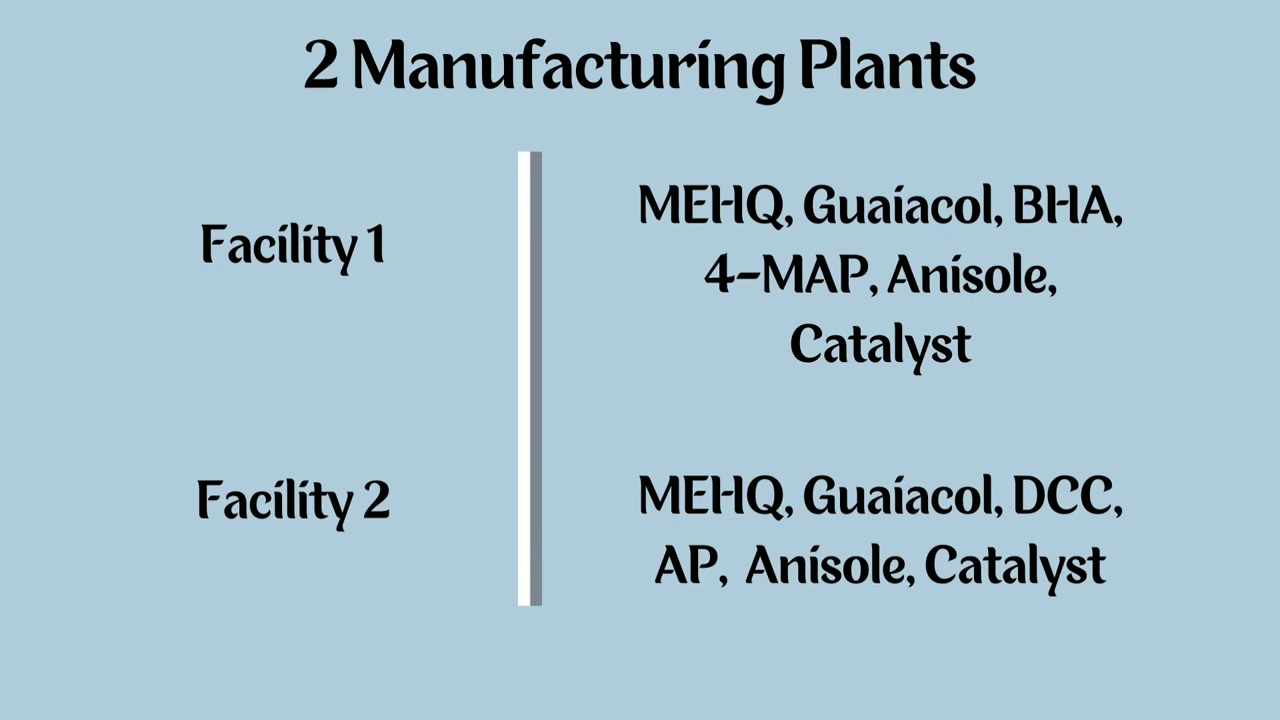 2 Manufacturing Plants
Facility 1
MEHQ, Guaiacol, BHA,
4-MAP, Anisole,
Catalyst
Facility 2
MEHQ, Guaiacol, DCC,
AP, Anisole, Catalyst